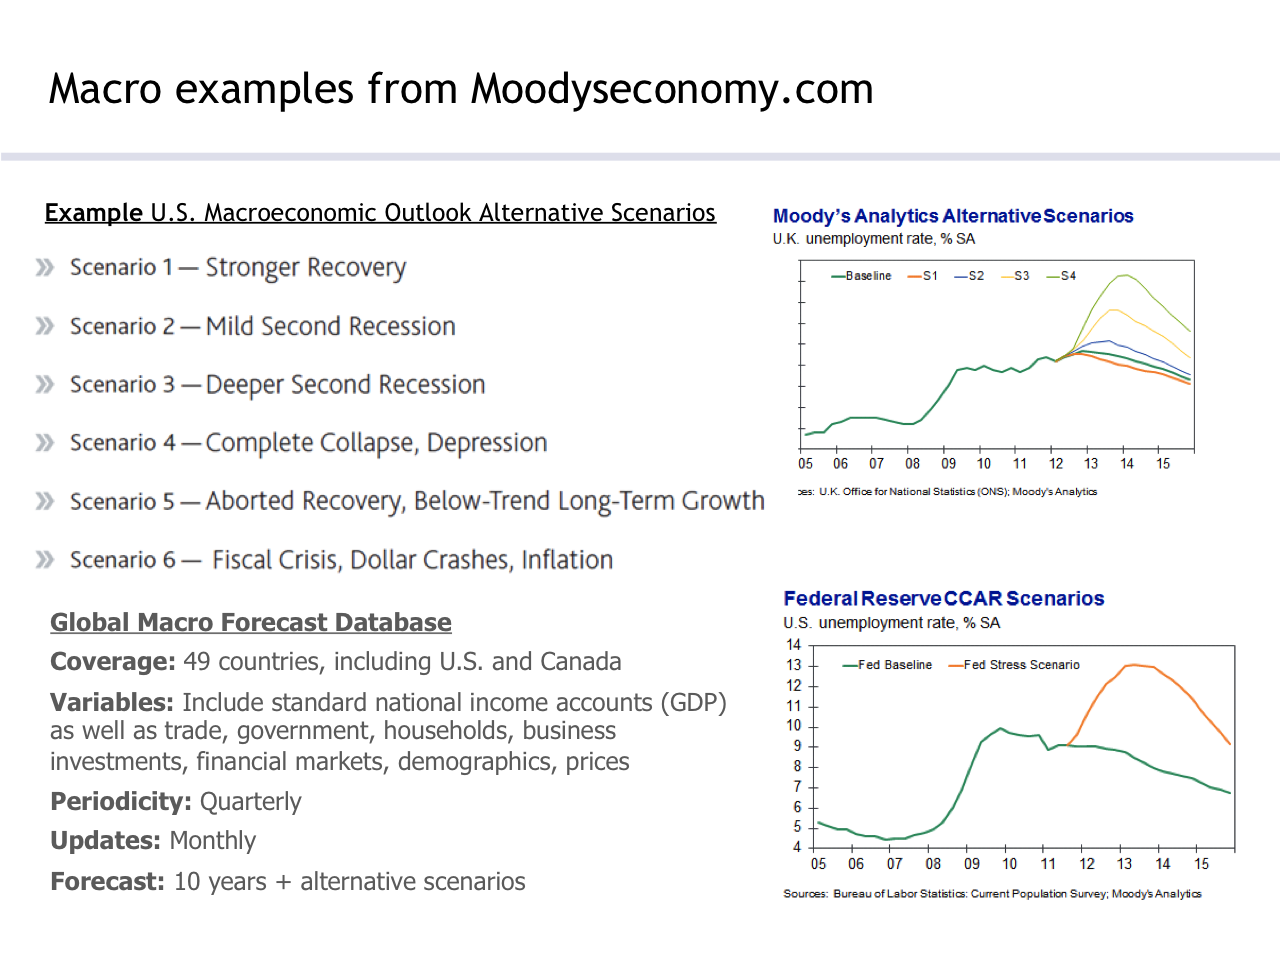 Macro examples from Moodyseconomy.com
Example U.S. Macroeconomic Outlook Alternative Scenarios
» Scenario 1 — Stronger Recovery
» Scenario 2 — Mild Second Recession
» Scenario 3 — Deeper Second Recession
» Scenario 4 — Complete Collapse, Depression
» Scenario 5 — Aborted Recovery, Below-Trend Long-Term Growth
» Scenario 6 — Fiscal Crisis, Dollar Crashes, Inflation
Global Macro Forecast Database
Coverage: 49 countries, including U.S. and Canada
Variables: Include standard national income accounts (GDP)
as well as trade, government, households, business
investments, financial markets, demographics, prices
Periodicity: Quarterly
Updates: Monthly
Forecast: 10 years + alternative scenarios
Moody's Analytics Alternative Scenarios
U.K. unemployment rate, % SA
Baseline S1 S2 S3 S4
05 06 07 08 09 10 11 12 13 14 15
ces: U.K. Office for National Statistics (ONS); Moody's Analytics
Federal Reserve CCAR Scenarios
U.S. unemployment rate, % SA
14
13
12
11
10
9
8
7
6
5
4
Fed Baseline Fed Stress Scenario
05 06 07 08 09 10 11 12 13 14 15
Sources: Bureau of Labor Statistics: Current Population Survey; Moody's Analytics